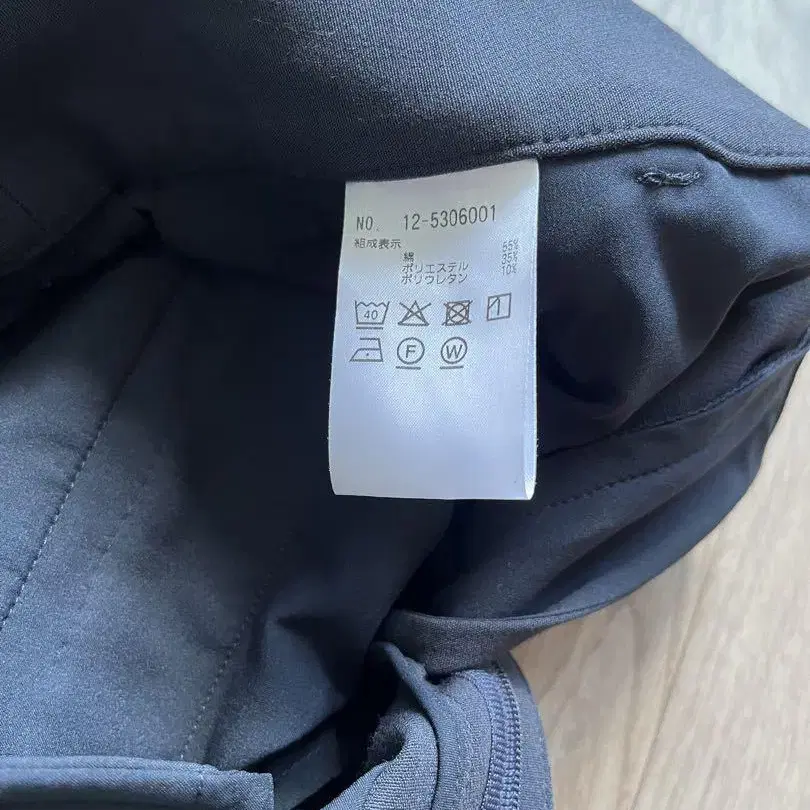 NO. 12-5306001
組成表示
綿 55%
ポリエステル 35%
ポリウレタン 10%
40
F W